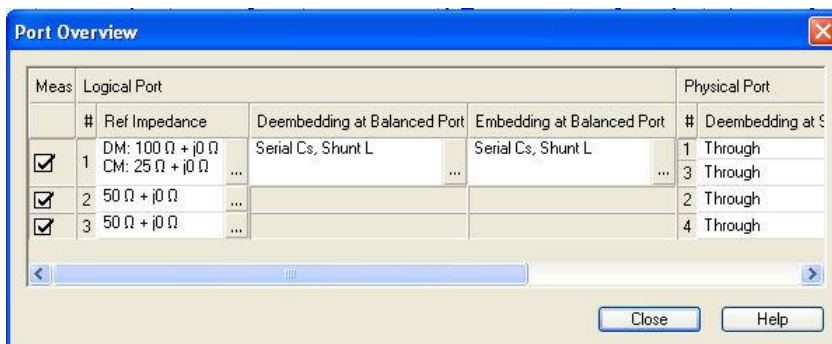 Port Overview
Meas Logical Port Physical Port
# Ref Impedance Deembedding at Balanced Port Embedding at Balanced Port # Deembedding at S
1 DM: 100 Ω + j0 Ω ... Serial Cs, Shunt L ... Serial Cs, Shunt L ... 1 Through
CM: 25 Ω + j0 Ω 3 Through
2 50 Ω + j0 Ω ... 2 Through
3 50 Ω + j0 Ω ... 4 Through
Close Help